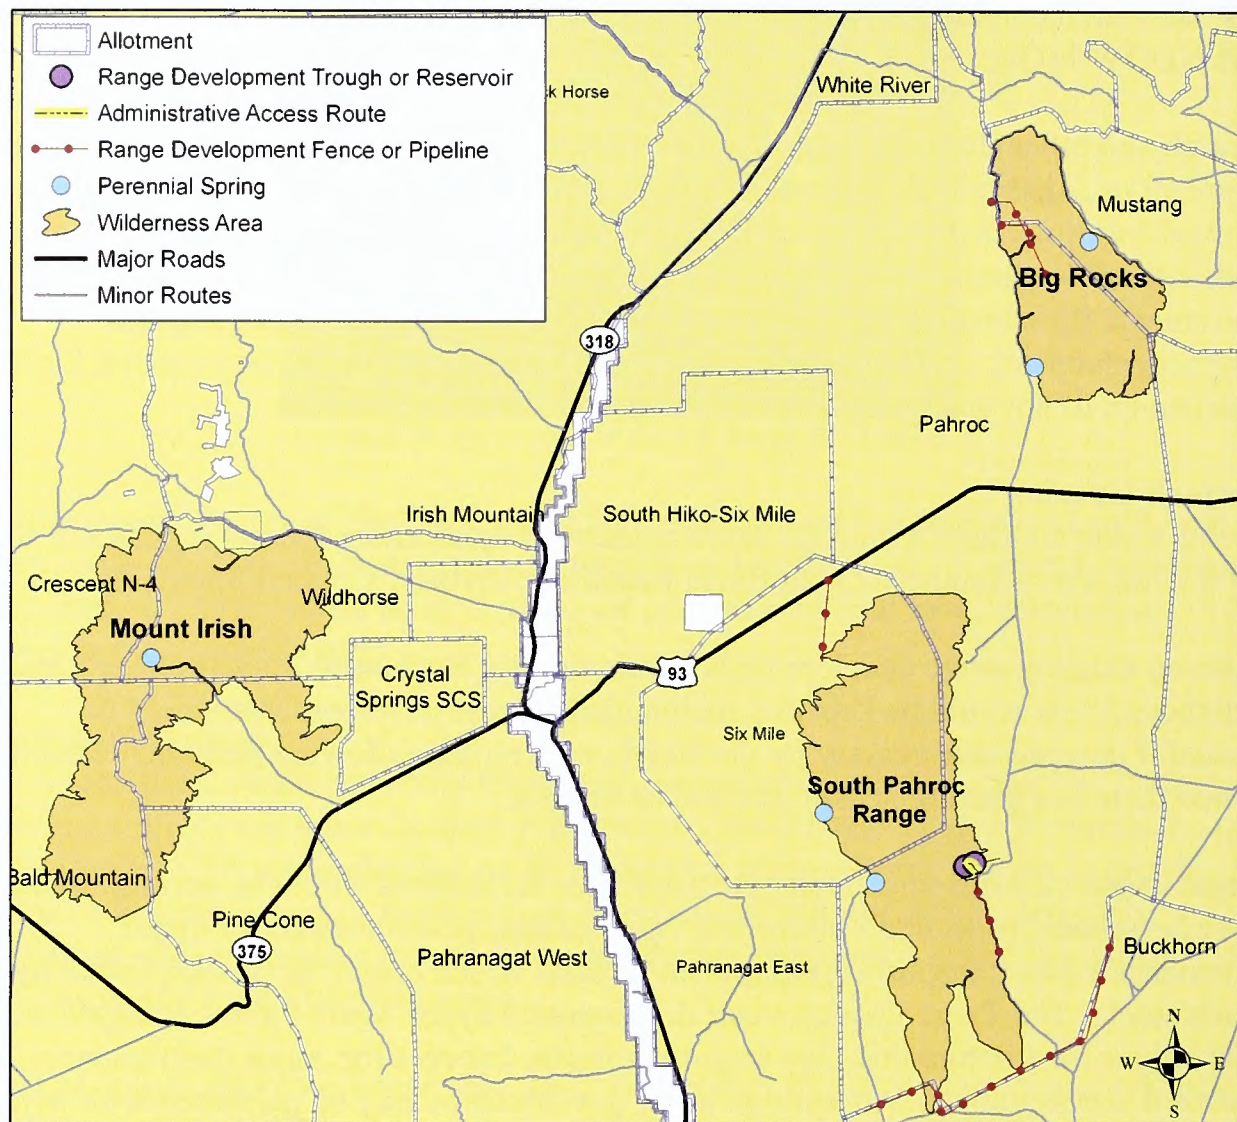 Allotment
Range Development Trough or Reservoir
Administrative Access Route
Range Development Fence or Pipeline
Perennial Spring
Wilderness Area
Major Roads
Minor Routes
Horse
White River
Mustang
Big Rocks
318
Pahroc
Irish Mountain
South Hiko-Six Mile
Crescent N-4
Wildhorse
Mount Irish
Crystal
Springs SCS
93
Six Mile
South Pahroc
Range
Bald Mountain
Pine Cone
375
Pahranagat West
Pahranagat East
Buckhorn
N
W
E
S